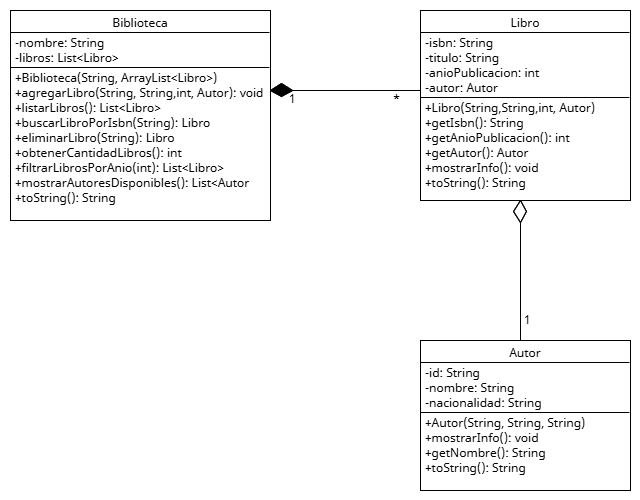 Biblioteca
-nombre: String
-libros: List<Libro>
+Biblioteca(String, ArrayList<Libro>)
+agregarLibro(String, String,int, Autor): void
+listarLibros(): List<Libro>
+buscarLibroPorIsbn(String): Libro
+eliminarLibro(String): Libro
+obtenerCantidadLibros(): int
+filtrarLibrosPorAnio(int): List<Libro>
+mostrarAutoresDisponibles(): List<Autor
+toString(): String
1
*
Libro
-isbn: String
-titulo: String
-anioPublicacion: int
-autor: Autor
+Libro(String,String,int, Autor)
+getIsbn(): String
+getAnioPublicacion(): int
+getAutor(): Autor
+mostrarInfo(): void
+toString(): String
1
Autor
-id: String
-nombre: String
-nacionalidad: String
+Autor(String, String, String)
+mostrarInfo(): void
+getNombre(): String
+toString(): String